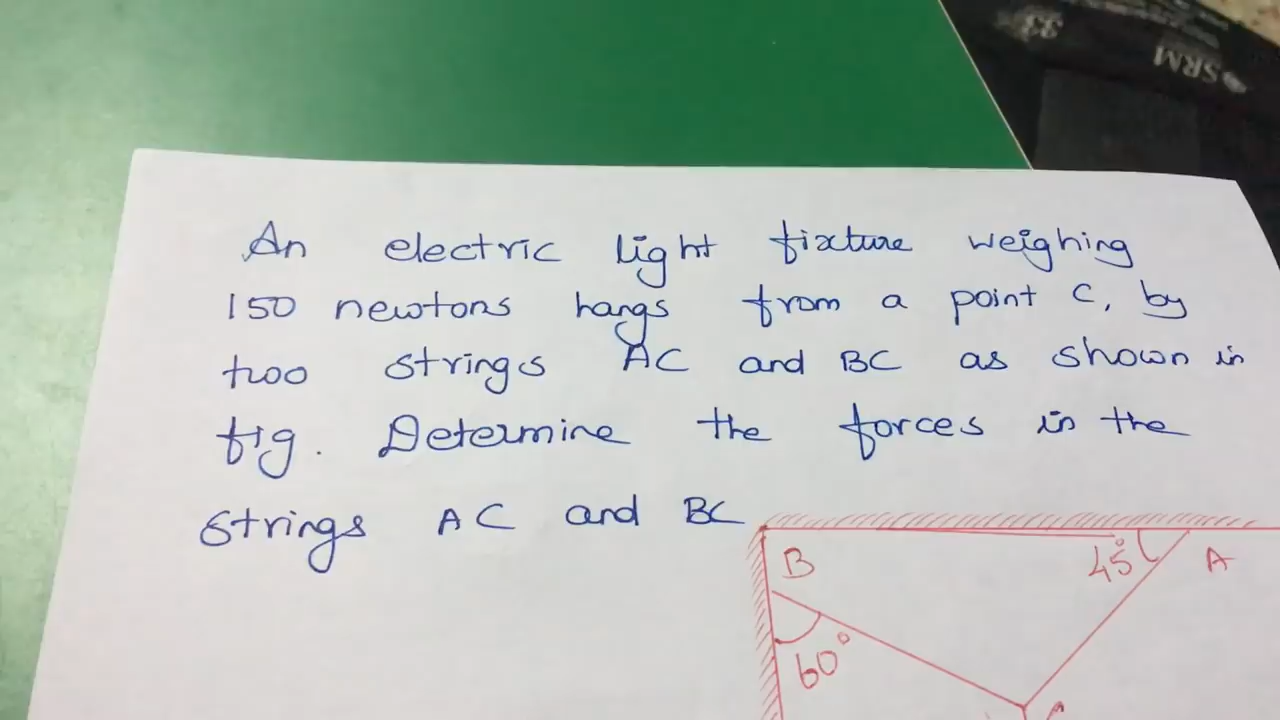 An electric light fixture weighing
150 newtons hangs from a point C, by
two strings AC and BC as shown in
fig. Determine the forces in the
strings AC and BC
B
45°
A
60°
C
SRM